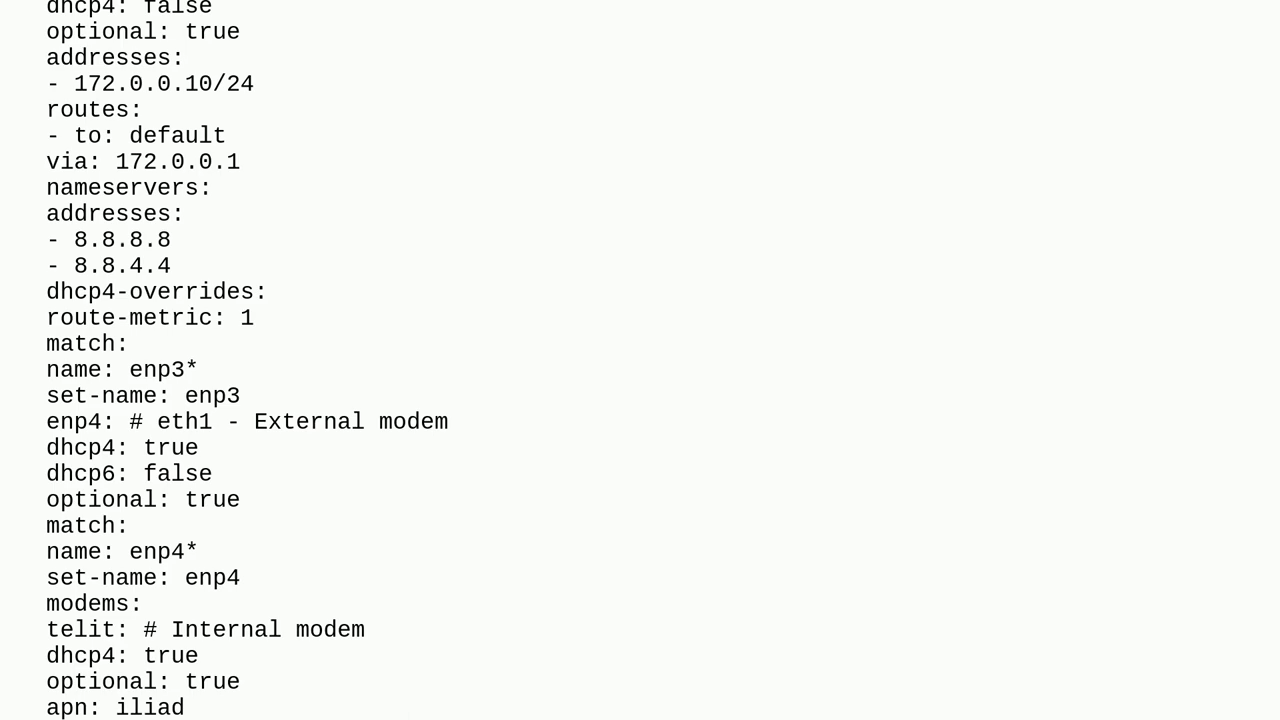 dhcp4: false
optional: true
addresses:
- 172.0.0.10/24
routes:
- to: default
via: 172.0.0.1
nameservers:
addresses:
- 8.8.8.8
- 8.8.4.4
dhcp4-overrides:
route-metric: 1
match:
name: enp3*
set-name: enp3
enp4: # eth1 - External modem
dhcp4: true
dhcp6: false
optional: true
match:
name: enp4*
set-name: enp4
modems:
telit: # Internal modem
dhcp4: true
optional: true
apn: iliad